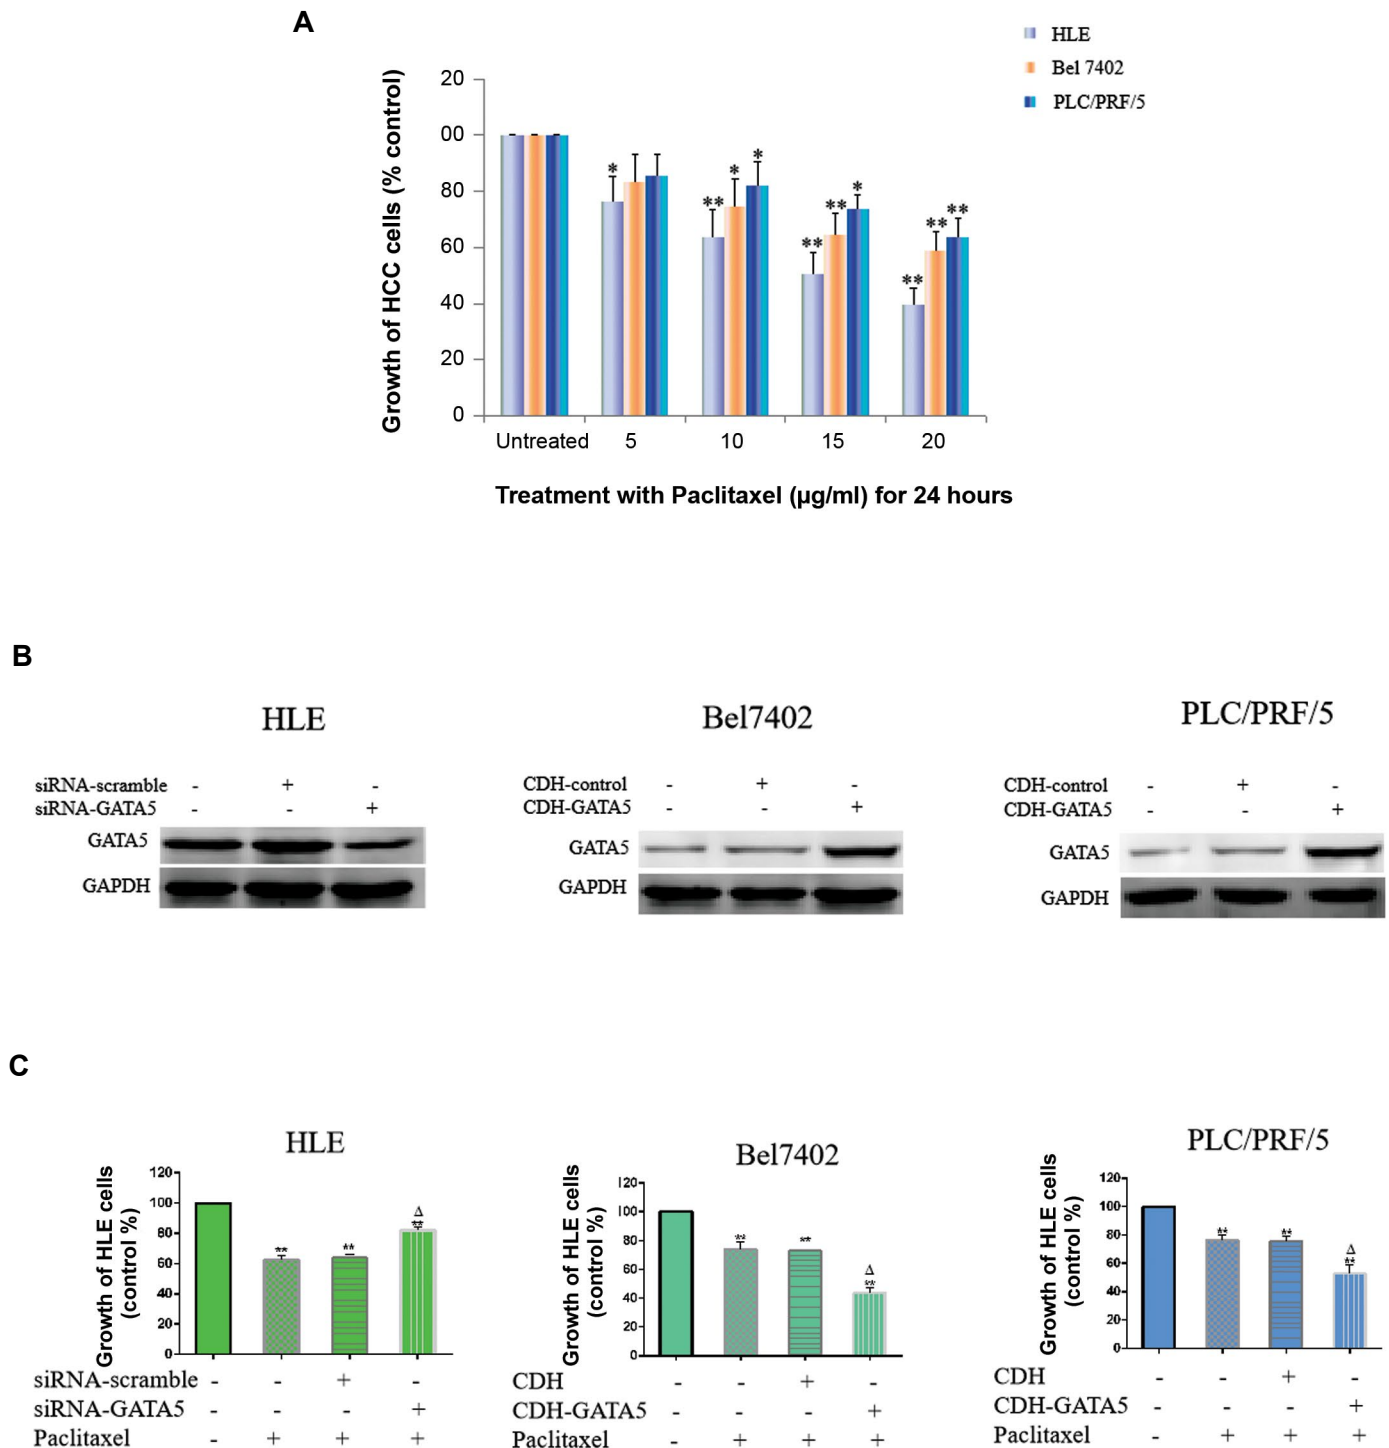 A
HLE
Bel 7402
PLC/PRF/5
Growth of HCC cells (% control)
20
00
80
60
40
20
0
* ** * * ** ** * ** ** **
Untreated 5 10 15 20
Treatment with Paclitaxel (µg/ml) for 24 hours
B
HLE
siRNA-scramble - + -
siRNA-GATA5 - - +
GATA5
GAPDH
Bel7402
CDH-control - + -
CDH-GATA5 - - +
GATA5
GAPDH
PLC/PRF/5
CDH-control - + -
CDH-GATA5 - - +
GATA5
GAPDH
C
HLE
Growth of HLE cells
(control %)
120
100
80
60
40
20
0
** ** Δ **
siRNA-scramble - - + -
siRNA-GATA5 - - - +
Paclitaxel - + + +
Bel7402
Growth of HLE cells
(control %)
120
100
80
60
40
20
0
** ** Δ **
CDH - - + -
CDH-GATA5 - - - +
Paclitaxel - + + +
PLC/PRF/5
Growth of HLE cells
(control %)
120
100
80
60
40
20
0
** ** Δ **
CDH - - + -
CDH-GATA5 - - - +
Paclitaxel - + + +